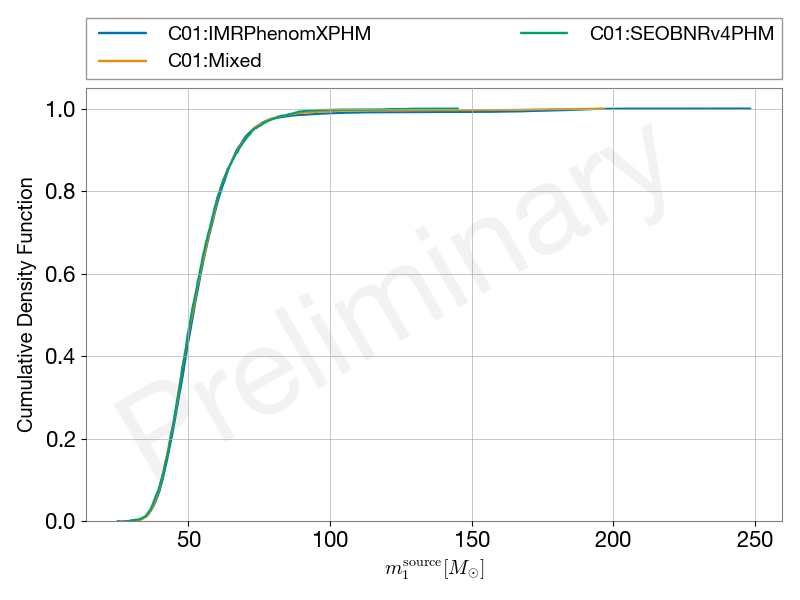 C01:IMRPhenomXPHM
C01:Mixed
C01:SEOBNRv4PHM
1.0
0.8
0.6
0.4
0.2
0.0
Cumulative Density Function
Preliminary
50 100 150 200 250
m₁^source [M⊙]